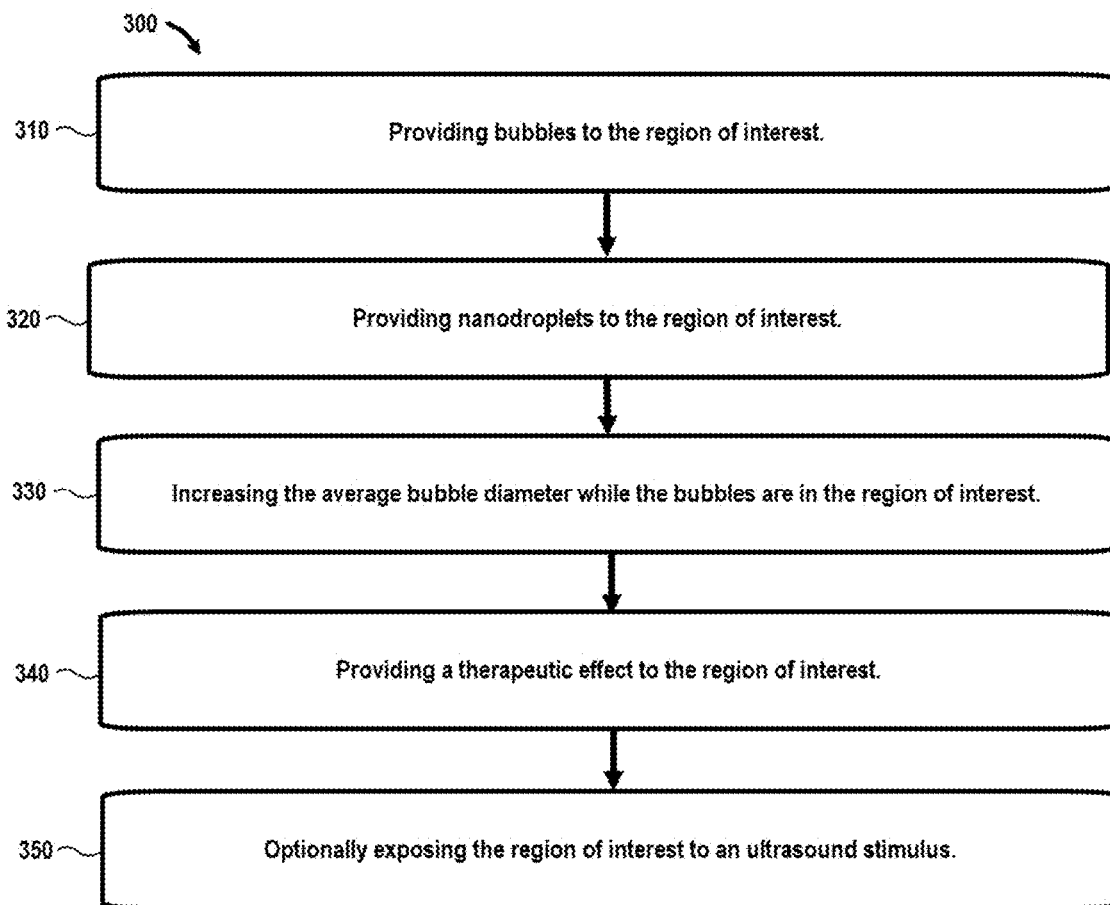 300
310
Providing bubbles to the region of interest.
320
Providing nanodroplets to the region of interest.
330
Increasing the average bubble diameter while the bubbles are in the region of interest.
340
Providing a therapeutic effect to the region of interest.
350
Optionally exposing the region of interest to an ultrasound stimulus.